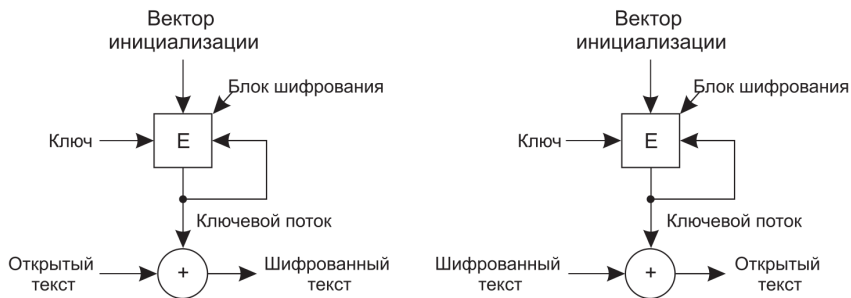 Вектор
инициализации
Блок шифрования
Ключ
E
Ключевой поток
Открытый
текст
+
Шифрованный
текст
Вектор
инициализации
Блок шифрования
Ключ
E
Ключевой поток
Шифрованный
текст
+
Открытый
текст